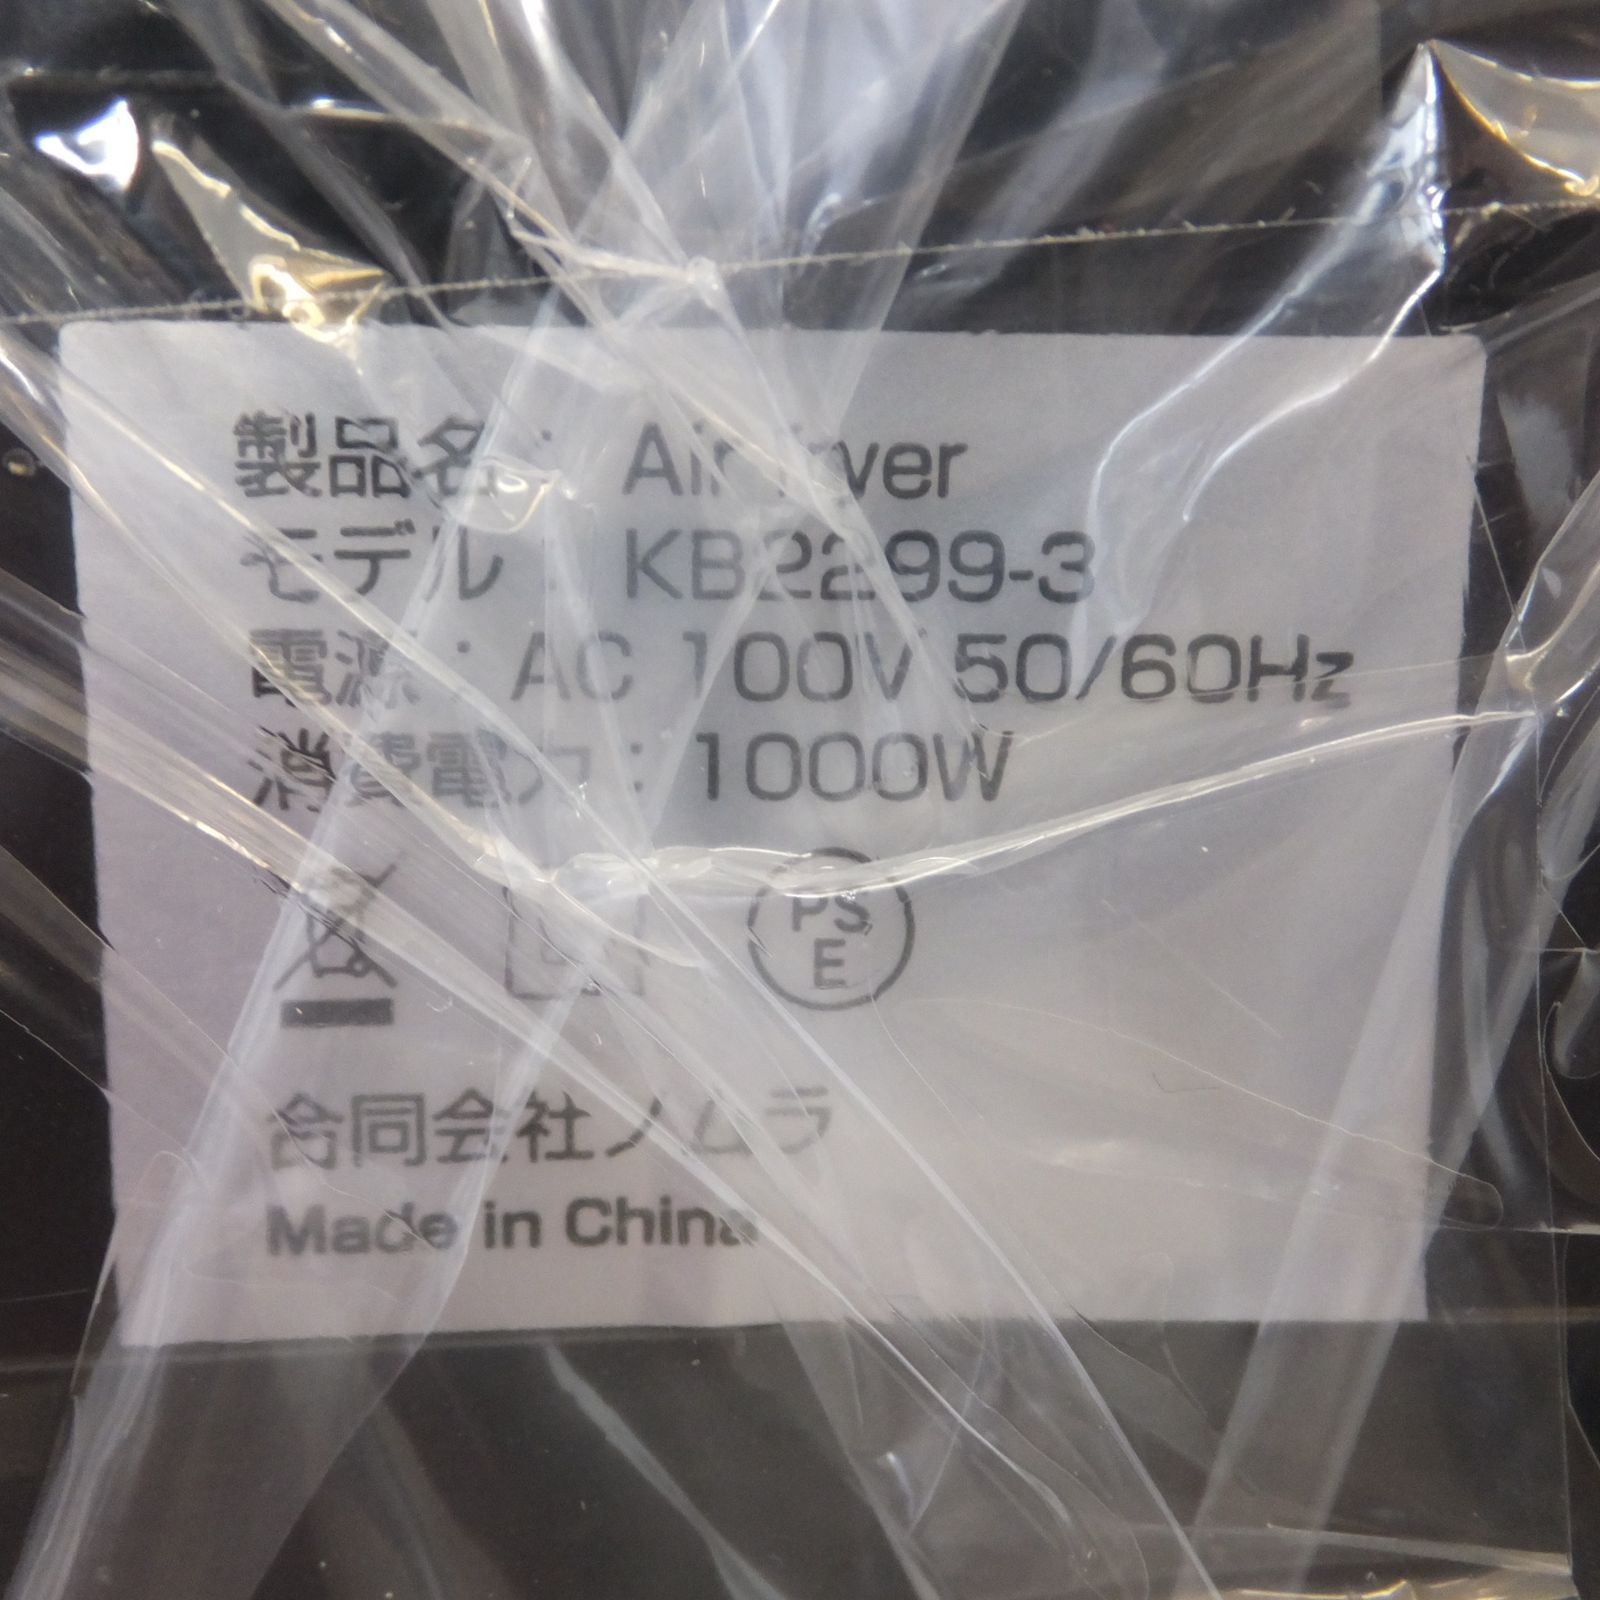 製品名： Air fryer
モデル： KB2299-3
電源：AC 100V 50/60Hz
消費電力：1000W
PS
E
合同会社ノムラ
Made in China